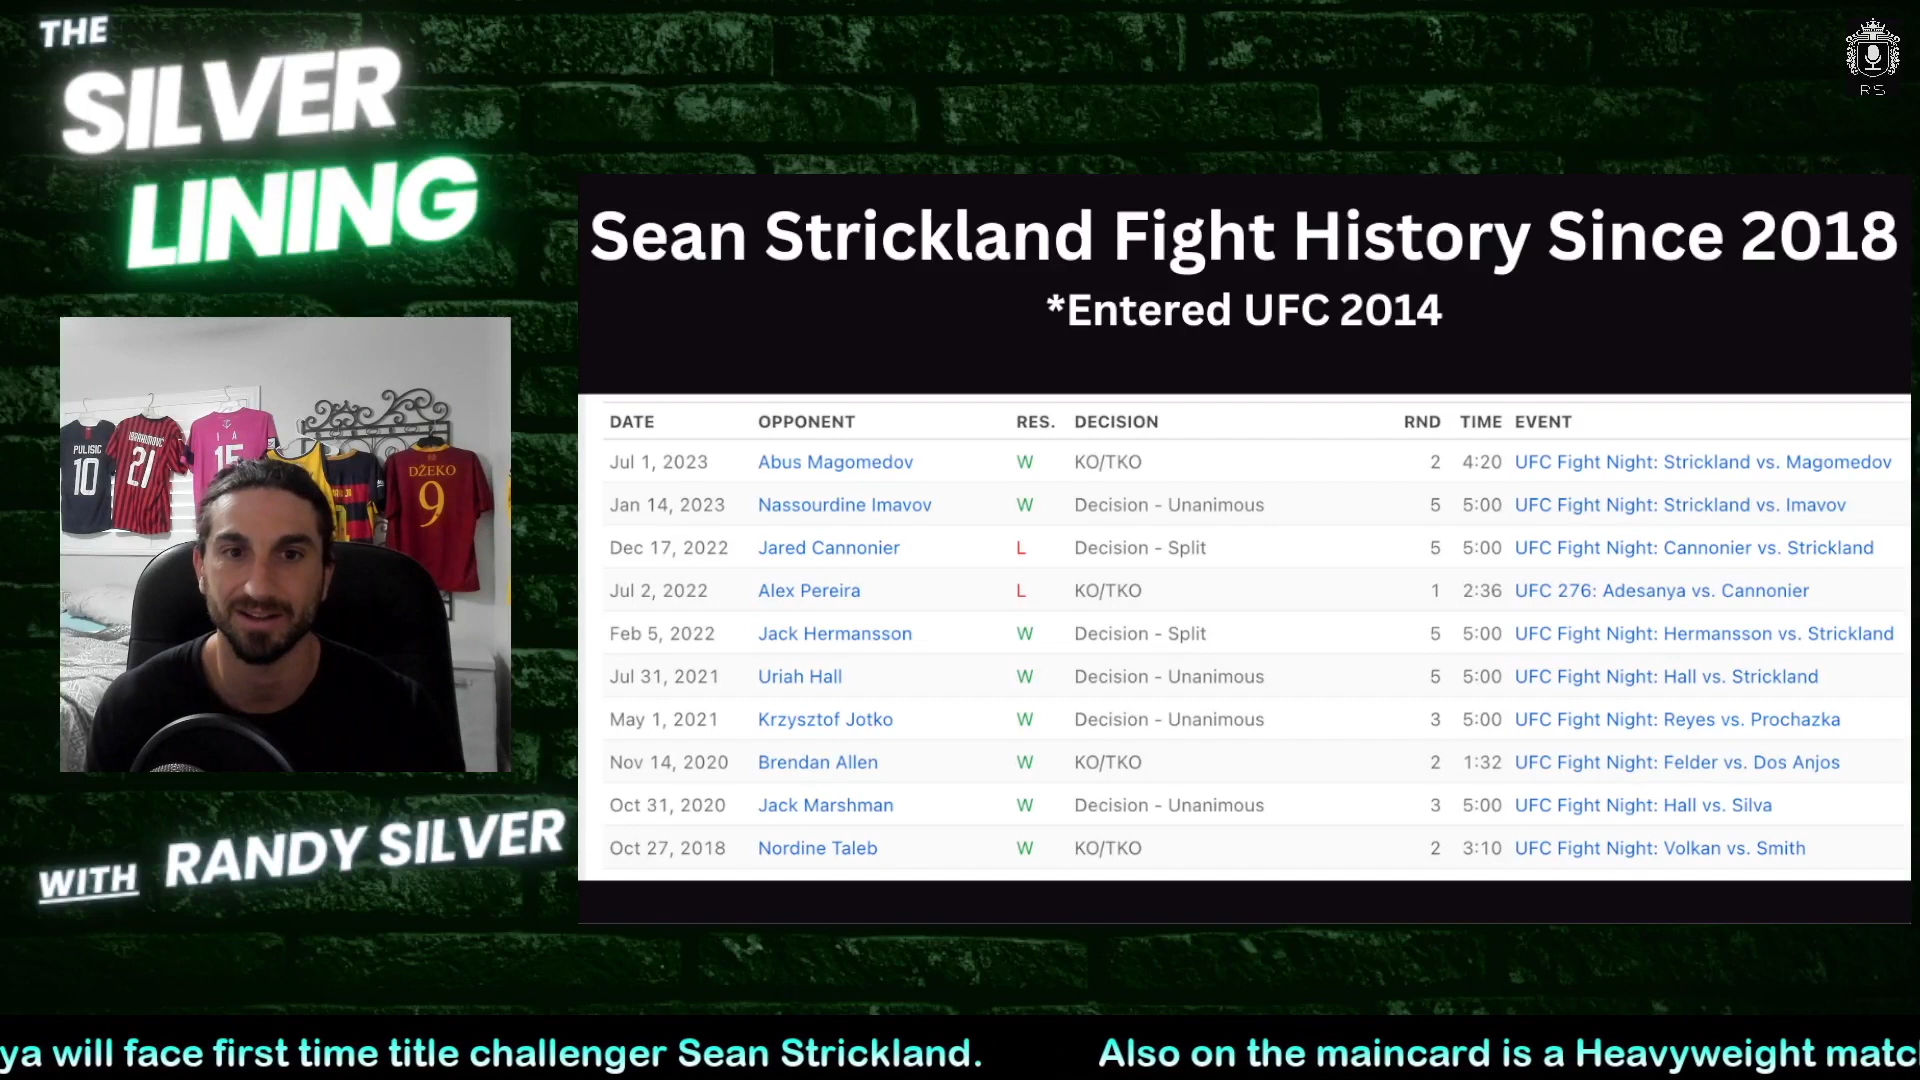 THE
SILVER
LINING
RS
Sean Strickland Fight History Since 2018
*Entered UFC 2014
DATE OPPONENT RES. DECISION RND TIME EVENT
Jul 1, 2023 Abus Magomedov W KO/TKO 2 4:20 UFC Fight Night: Strickland vs. Magomedov
Jan 14, 2023 Nassourdine Imavov W Decision - Unanimous 5 5:00 UFC Fight Night: Strickland vs. Imavov
Dec 17, 2022 Jared Cannonier L Decision - Split 5 5:00 UFC Fight Night: Cannonier vs. Strickland
Jul 2, 2022 Alex Pereira L KO/TKO 1 2:36 UFC 276: Adesanya vs. Cannonier
Feb 5, 2022 Jack Hermansson W Decision - Split 5 5:00 UFC Fight Night: Hermansson vs. Strickland
Jul 31, 2021 Uriah Hall W Decision - Unanimous 5 5:00 UFC Fight Night: Hall vs. Strickland
May 1, 2021 Krzysztof Jotko W Decision - Unanimous 3 5:00 UFC Fight Night: Reyes vs. Prochazka
Nov 14, 2020 Brendan Allen W KO/TKO 2 1:32 UFC Fight Night: Felder vs. Dos Anjos
Oct 31, 2020 Jack Marshman W Decision - Unanimous 3 5:00 UFC Fight Night: Hall vs. Silva
Oct 27, 2018 Nordine Taleb W KO/TKO 2 3:10 UFC Fight Night: Volkan vs. Smith
PULISIC
10
21
I A
15
DŽEKO
9
WITH RANDY SILVER
ya will face first time title challenger Sean Strickland. Also on the maincard is a Heavyweight matc